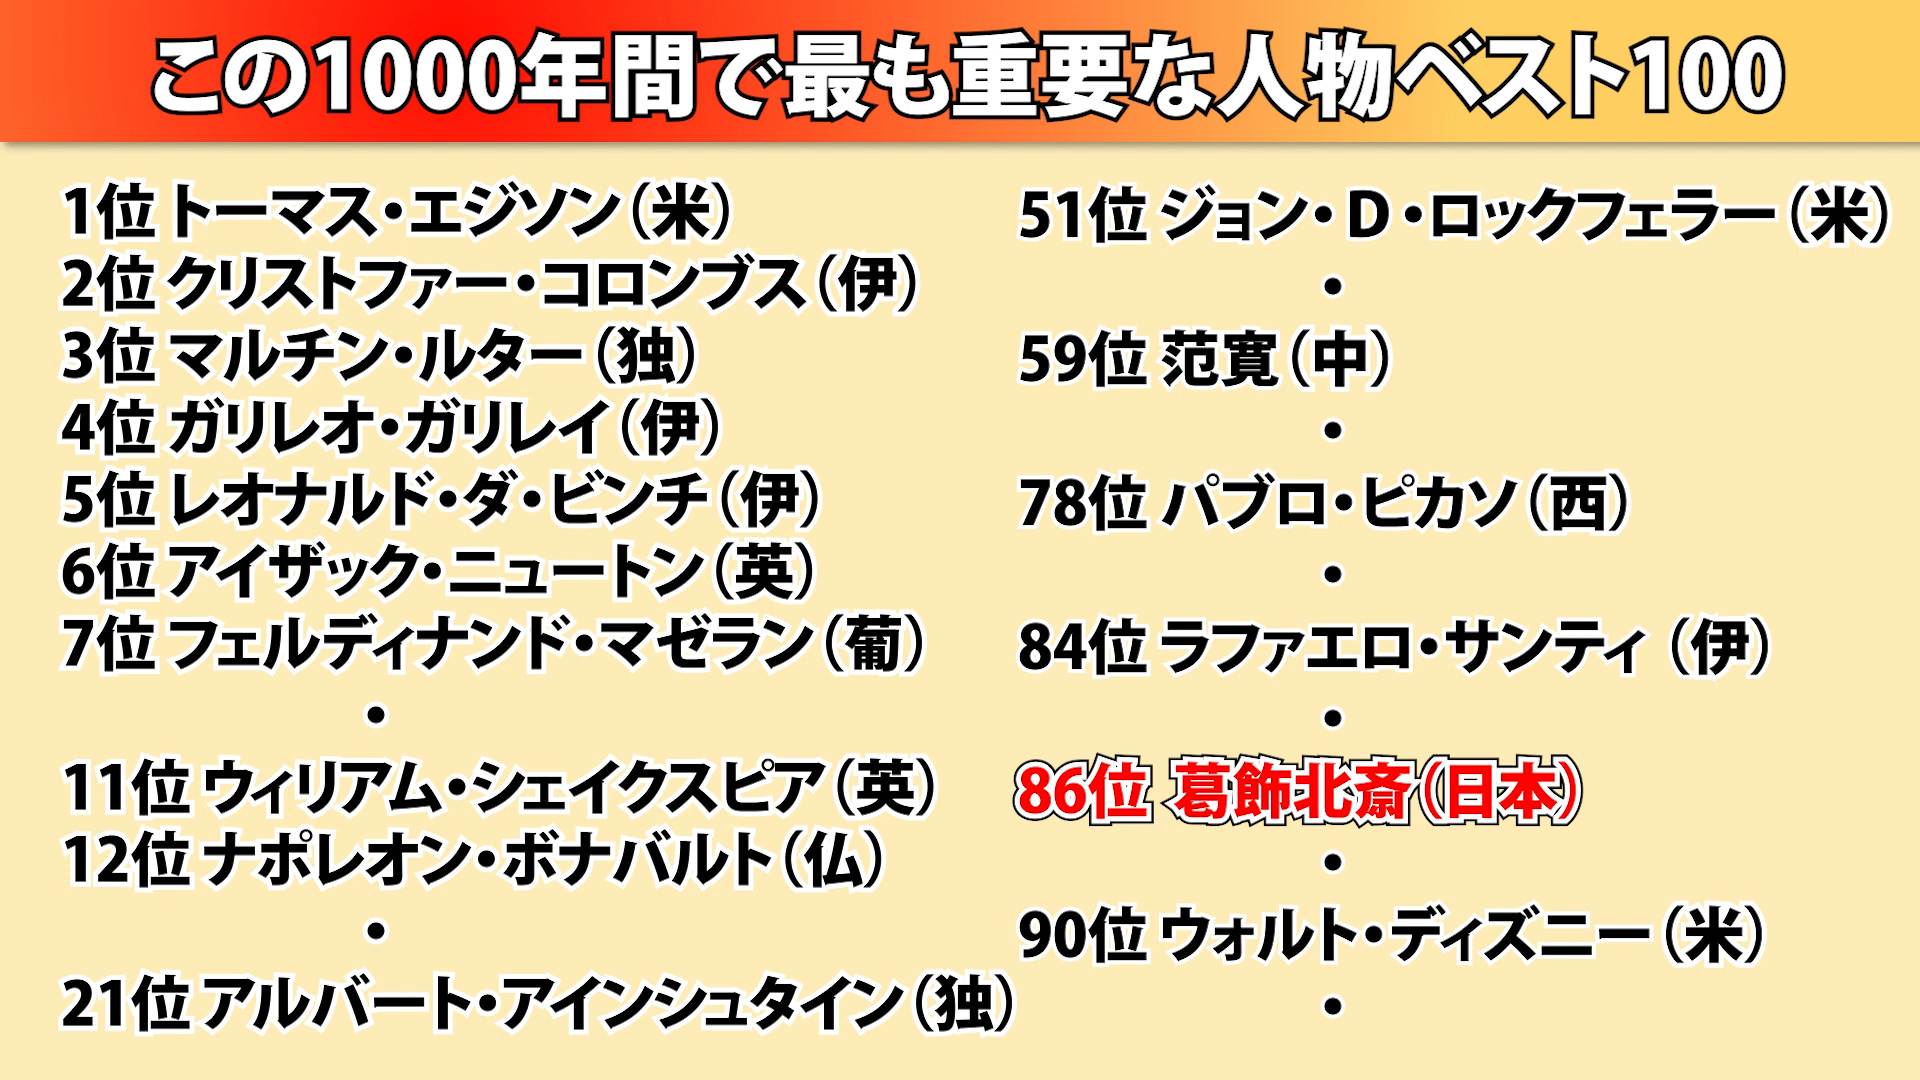 この1000年間で最も重要な人物ベスト100
1位 トーマス・エジソン（米）
2位 クリストファー・コロンブス（伊）
3位 マルチン・ルター（独）
4位 ガリレオ・ガリレイ（伊）
5位 レオナルド・ダ・ビンチ（伊）
6位 アイザック・ニュートン（英）
7位 フェルディナンド・マゼラン（葡）
・
11位 ウィリアム・シェイクスピア（英）
12位 ナポレオン・ボナバルト（仏）
・
21位 アルバート・アインシュタイン（独）
51位 ジョン・D・ロックフェラー（米）
・
59位 范寛（中）
・
78位 パブロ・ピカソ（西）
・
84位 ラファエロ・サンティ（伊）
・
86位 葛飾北斎（日本）
・
90位 ウォルト・ディズニー（米）
・